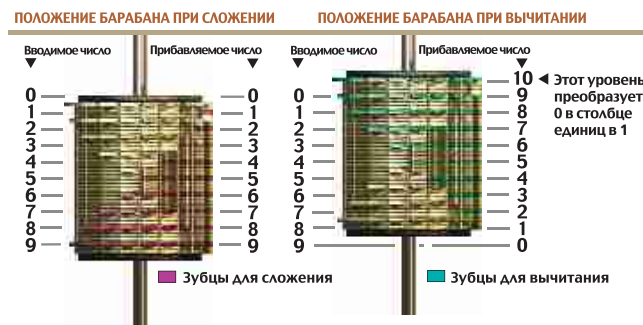 ПОЛОЖЕНИЕ БАРАБАНА ПРИ СЛОЖЕНИИ
Вводимое число
Прибавляемое число
0 0
1 1
2 2
3 3
4 4
5 5
6 6
7 7
8 8
9 9
Зубцы для сложения
ПОЛОЖЕНИЕ БАРАБАНА ПРИ ВЫЧИТАНИИ
Вводимое число
Прибавляемое число
10
0 9
1 8
2 7
3 6
4 5
5 4
6 3
7 2
8 1
9 0
Этот уровень
преобразует
0 в столбце
единиц в 1
Зубцы для вычитания